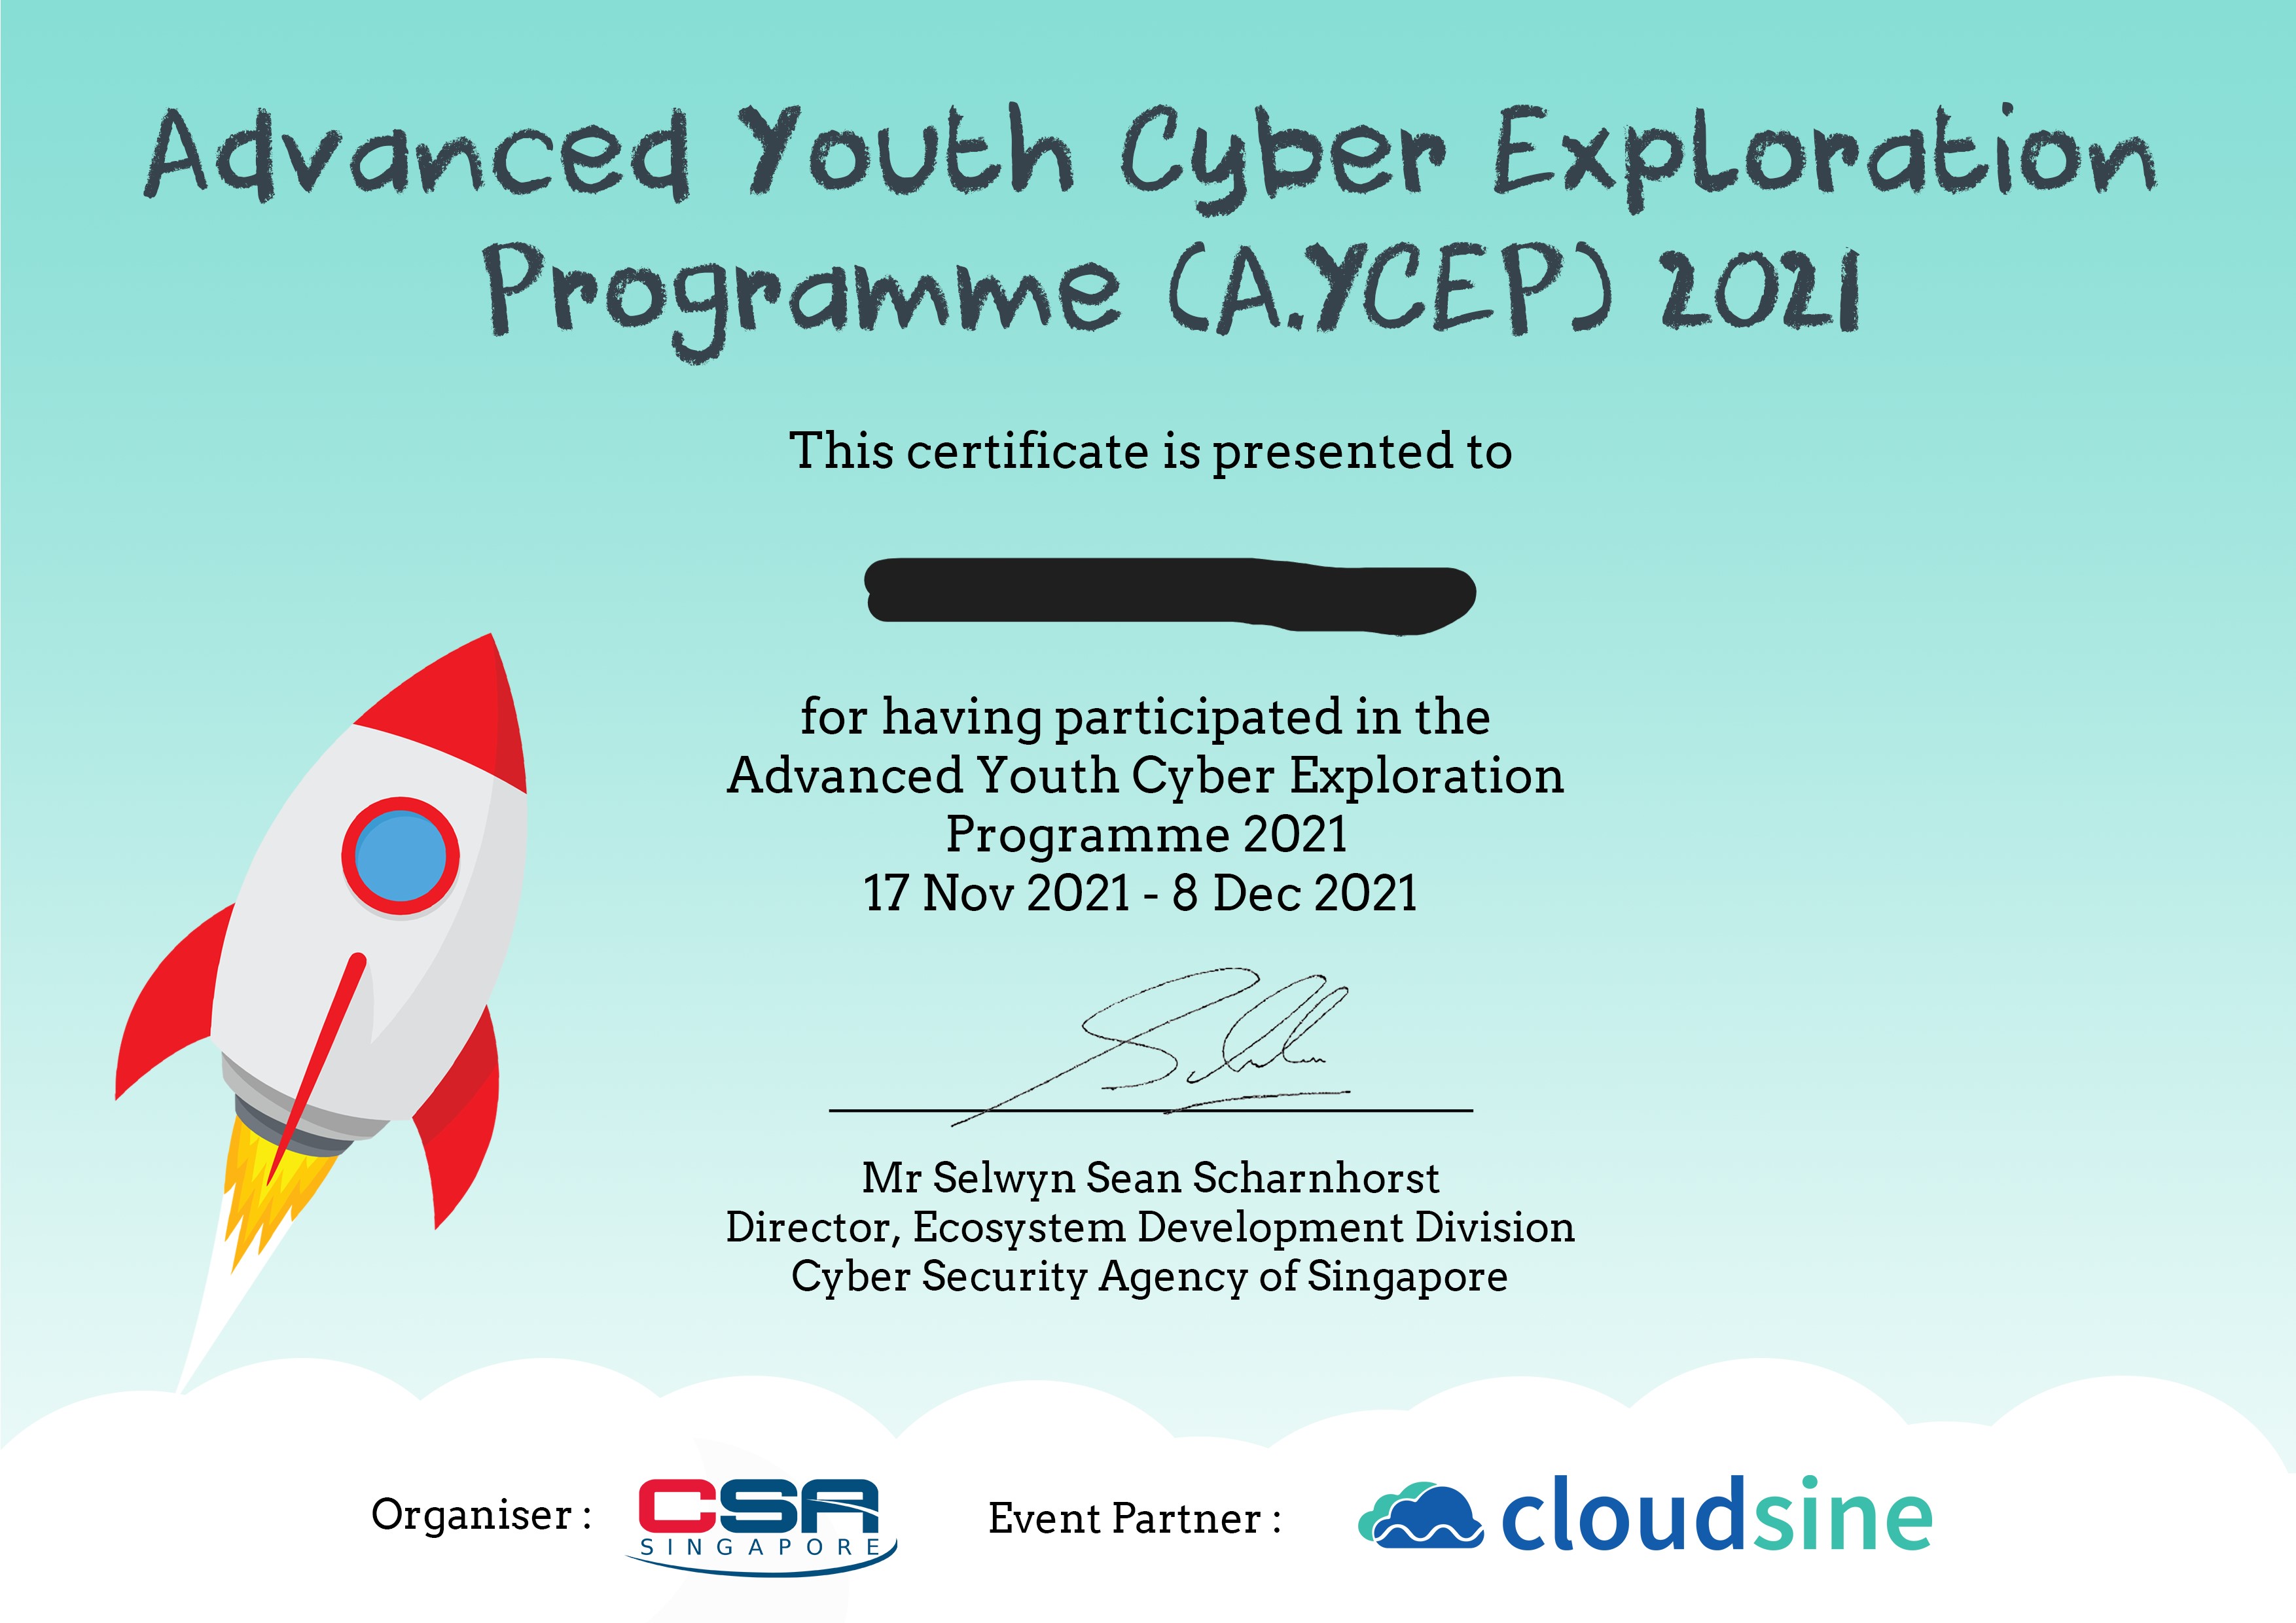 Advanced Youth Cyber Exploration
Programme (A.YCEP) 2021
This certificate is presented to
for having participated in the
Advanced Youth Cyber Exploration
Programme 2021
17 Nov 2021 - 8 Dec 2021
Mr Selwyn Sean Scharnhorst
Director, Ecosystem Development Division
Cyber Security Agency of Singapore
Organiser :
CSA
SINGAPORE
Event Partner :
cloudsine